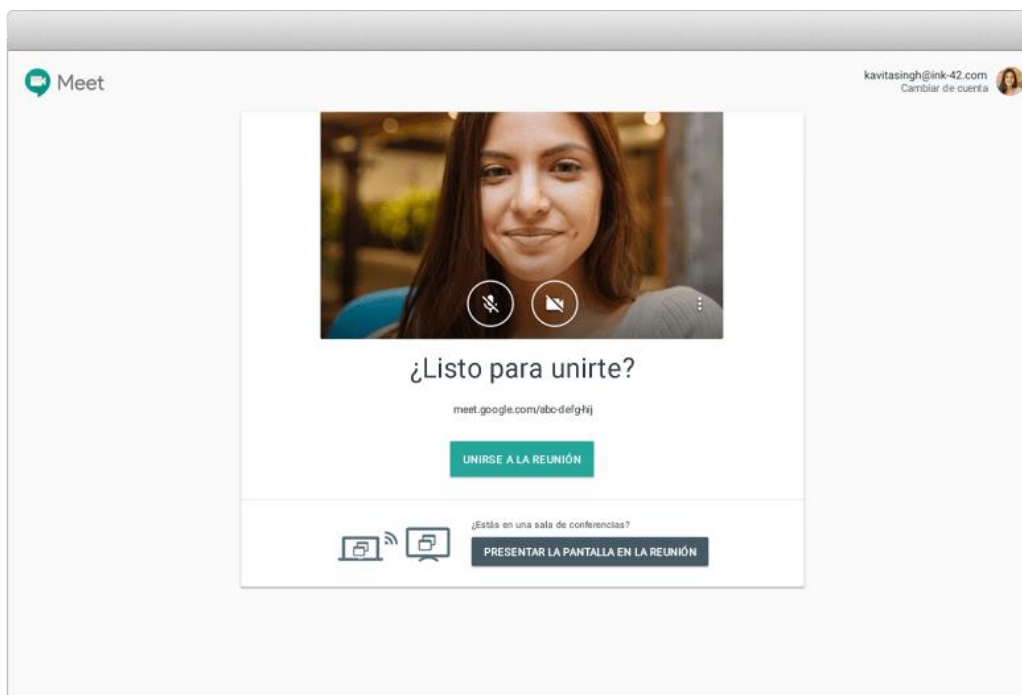 Meet
kavitasingh@ink-42.com
Cambiar de cuenta
¿Listo para unirte?
meet.google.com/abc-defg-hij
UNIRSE A LA REUNIÓN
¿Estás en una sala de conferencias?
PRESENTAR LA PANTALLA EN LA REUNIÓN